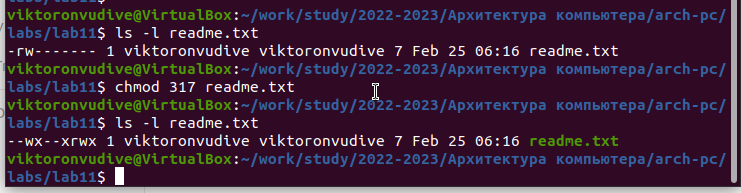 viktoronvudive@VirtualBox:~/work/study/2022-2023/Архитектура компьютера/arch-pc/
labs/lab11$ ls -l readme.txt
-rw------- 1 viktoronvudive viktoronvudive 7 Feb 25 06:16 readme.txt
viktoronvudive@VirtualBox:~/work/study/2022-2023/Архитектура компьютера/arch-pc/
labs/lab11$ chmod 317 readme.txt
viktoronvudive@VirtualBox:~/work/study/2022-2023/Архитектура компьютера/arch-pc/
labs/lab11$ ls -l readme.txt
--wx--xrwx 1 viktoronvudive viktoronvudive 7 Feb 25 06:16 readme.txt
viktoronvudive@VirtualBox:~/work/study/2022-2023/Архитектура компьютера/arch-pc/
labs/lab11$